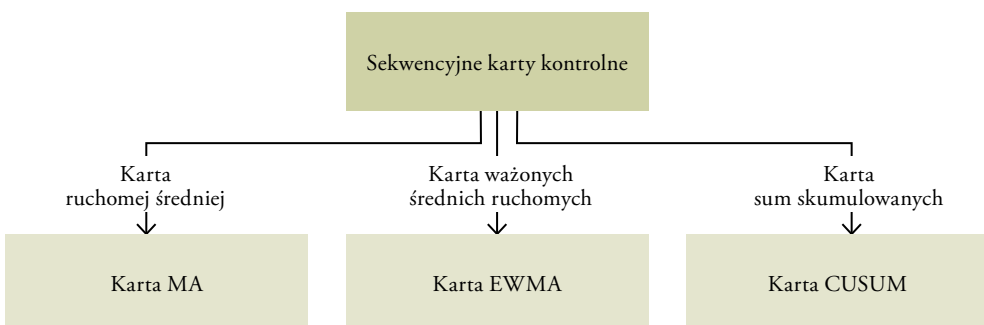 Sekwencyjne karty kontrolne
Karta
ruchomej średniej
Karta ważonych
średnich ruchomych
Karta
sum skumulowanych
Karta MA
Karta EWMA
Karta CUSUM